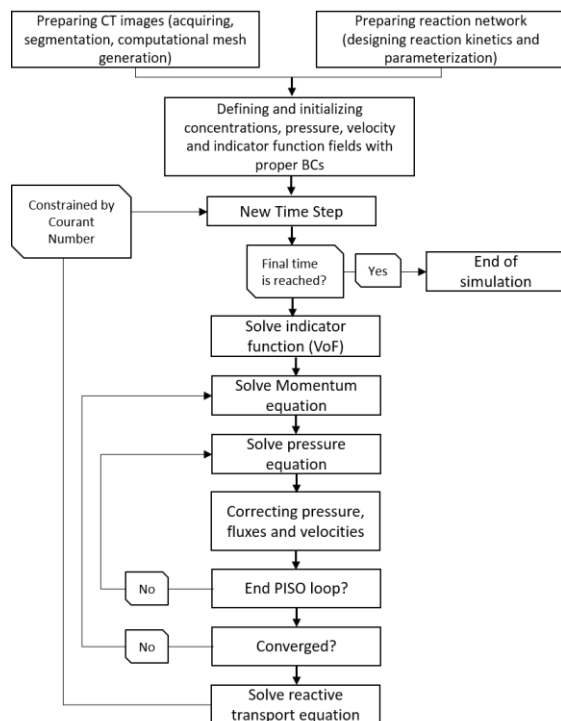 Preparing CT images (acquiring,
segmentation, computational mesh
generation)
Preparing reaction network
(designing reaction kinetics and
parameterization)
Defining and initializing
concentrations, pressure, velocity
and indicator function fields with
proper BCs
Constrained by
Courant
Number
New Time Step
Final time
is reached?
Yes
End of
simulation
Solve indicator
function (VoF)
Solve Momentum
equation
Solve pressure
equation
Correcting pressure,
fluxes and velocities
No
End PISO loop?
No
Converged?
Solve reactive
transport equation